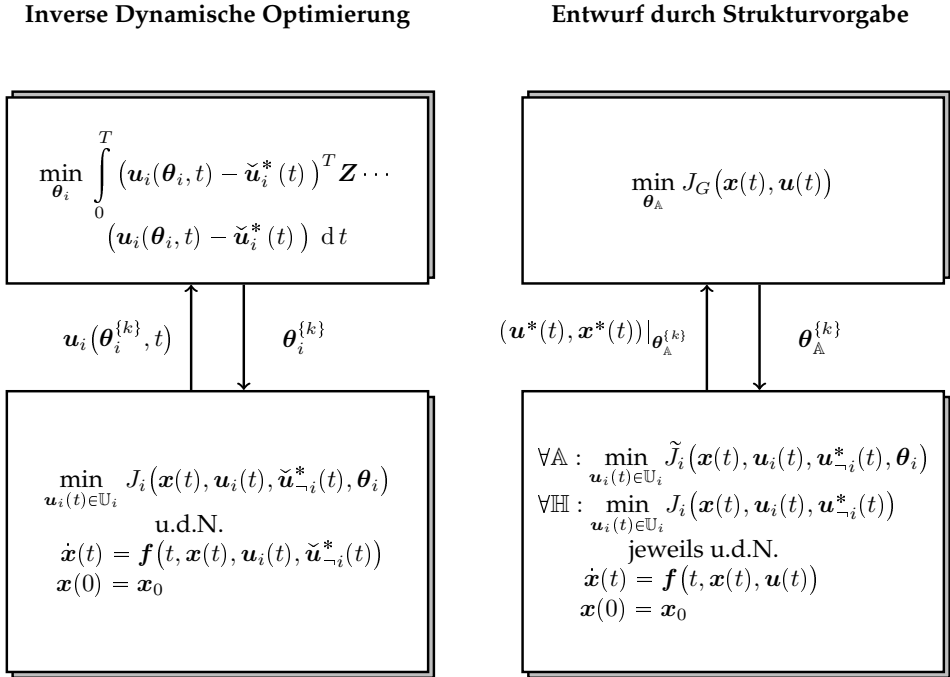 Inverse Dynamische Optimierung
min_{θ_i} ∫_0^T (u_i(θ_i, t) − ǔ_i^*(t))^T Z ⋯
(u_i(θ_i, t) − ǔ_i^*(t)) d t
u_i(θ_i^{{k}}, t)
θ_i^{{k}}
min_{u_i(t)∈𝕌_i} J_i(x(t), u_i(t), ǔ_{¬i}^*(t), θ_i)
u.d.N.
ẋ(t) = f(t, x(t), u_i(t), ǔ_{¬i}^*(t))
x(0) = x_0
Entwurf durch Strukturvorgabe
min_{θ_𝔸} J_G(x(t), u(t))
(u^*(t), x^*(t))|_{θ_𝔸^{{k}}}
θ_𝔸^{{k}}
∀𝔸 : min_{u_i(t)∈𝕌_i} J̃_i(x(t), u_i(t), u_{¬i}^*(t), θ_i)
∀ℍ : min_{u_i(t)∈𝕌_i} J_i(x(t), u_i(t), u_{¬i}^*(t))
jeweils u.d.N.
ẋ(t) = f(t, x(t), u(t))
x(0) = x_0